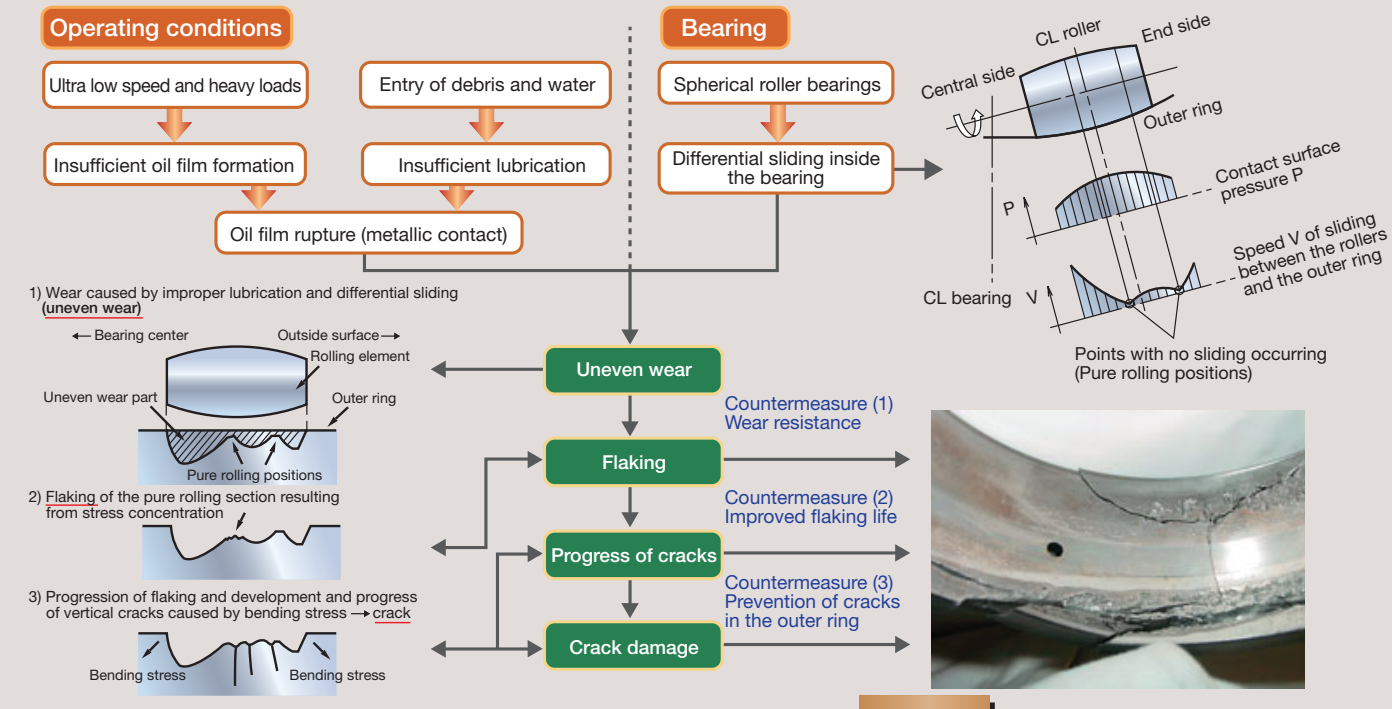 Operating conditions
Bearing
Ultra low speed and heavy loads
Entry of debris and water
Spherical roller bearings
Insufficient oil film formation
Insufficient lubrication
Differential sliding inside
the bearing
Oil film rupture (metallic contact)
CL roller
End side
Central side
Outer ring
Contact surface
pressure P
P
Speed V of sliding
between the rollers
and the outer ring
CL bearing
V
Points with no sliding occurring
(Pure rolling positions)
1) Wear caused by improper lubrication and differential sliding
(uneven wear)
← Bearing center
Outside surface →
Rolling element
Uneven wear part
Outer ring
Pure rolling positions
2) Flaking of the pure rolling section resulting
from stress concentration
3) Progression of flaking and development and progress
of vertical cracks caused by bending stress → crack
Bending stress
Bending stress
Uneven wear
Countermeasure (1)
Wear resistance
Flaking
Countermeasure (2)
Improved flaking life
Progress of cracks
Countermeasure (3)
Prevention of cracks
in the outer ring
Crack damage